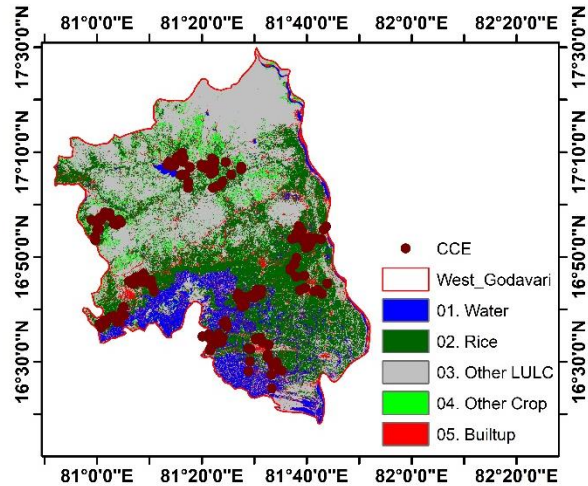 81°0'0"E 81°20'0"E 81°40'0"E 82°0'0"E 82°20'0"E
17°30'0"N 17°30'0"N
17°10'0"N 17°10'0"N
16°50'0"N 16°50'0"N
16°30'0"N 16°30'0"N
CCE
West_Godavari
01. Water
02. Rice
03. Other LULC
04. Other Crop
05. Builtup
81°0'0"E 81°20'0"E 81°40'0"E 82°0'0"E 82°20'0"E